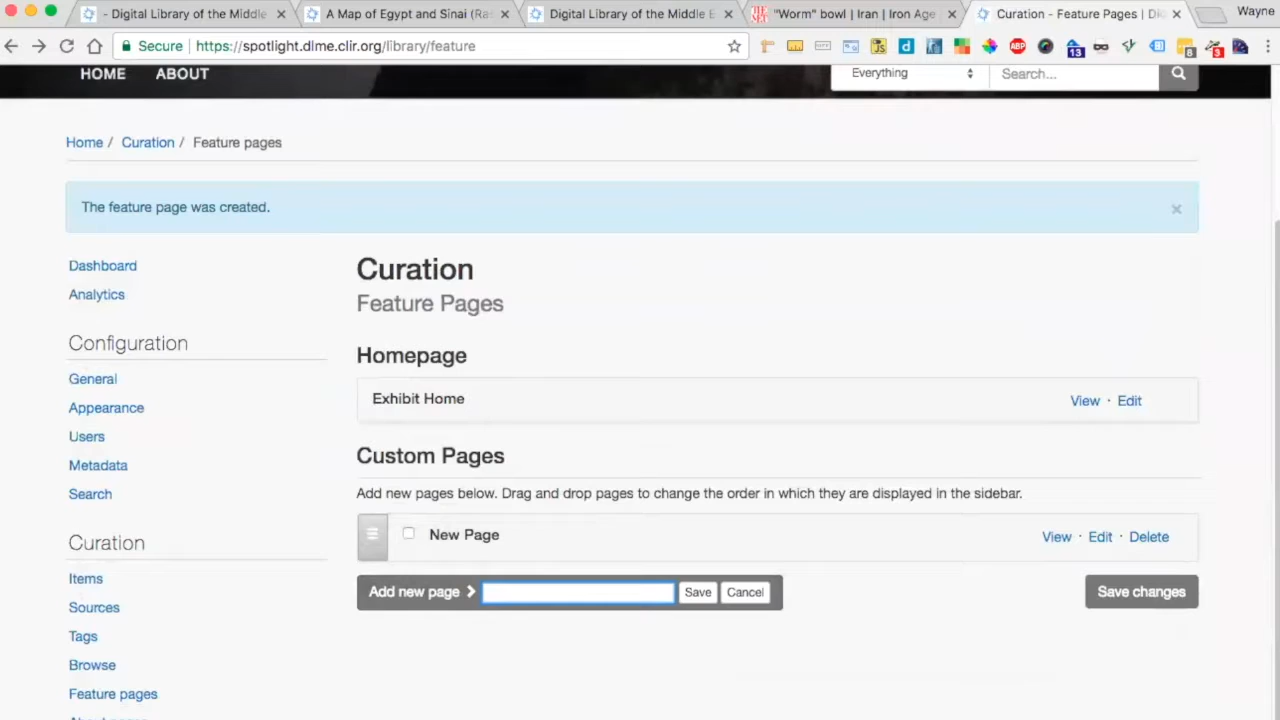 - Digital Library of the Middle
A Map of Egypt and Sinai (Ra
Digital Library of the Middle E
"Worm" bowl | Iran | Iron Age
Curation - Feature Pages | Di
Wayne
Secure
https://spotlight.dlme.clir.org/library/feature
ABP
13
8
3
HOME
ABOUT
Everything
Search...
Home / Curation / Feature pages
The feature page was created.
×
Dashboard
Analytics
Configuration
General
Appearance
Users
Metadata
Search
Curation
Items
Sources
Tags
Browse
Feature pages
Curation
Feature Pages
Homepage
Exhibit Home
View · Edit
Custom Pages
Add new pages below. Drag and drop pages to change the order in which they are displayed in the sidebar.
New Page
View · Edit · Delete
Add new page
Save
Cancel
Save changes